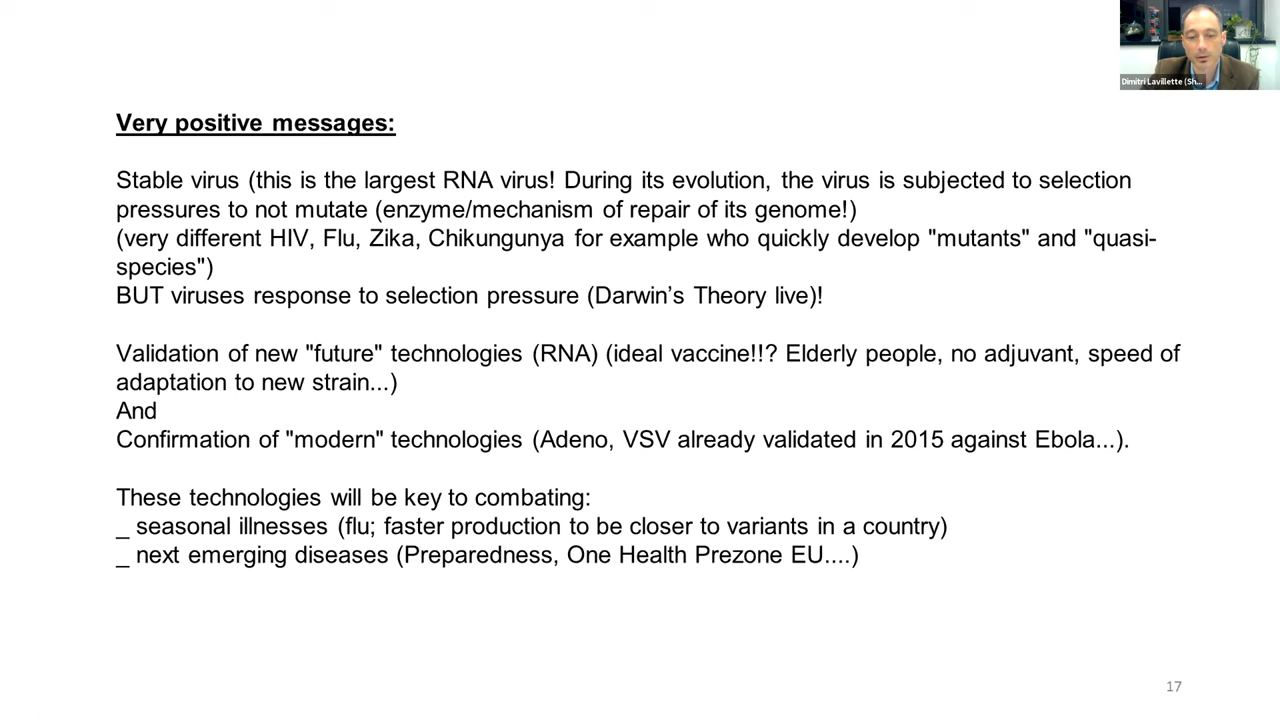 Dimitri Lavillette (Sh...
Very positive messages:
Stable virus (this is the largest RNA virus! During its evolution, the virus is subjected to selection
pressures to not mutate (enzyme/mechanism of repair of its genome!)
(very different HIV, Flu, Zika, Chikungunya for example who quickly develop "mutants" and "quasi-
species")
BUT viruses response to selection pressure (Darwin's Theory live)!
Validation of new "future" technologies (RNA) (ideal vaccine!!? Elderly people, no adjuvant, speed of
adaptation to new strain...)
And
Confirmation of "modern" technologies (Adeno, VSV already validated in 2015 against Ebola...).
These technologies will be key to combating:
_ seasonal illnesses (flu; faster production to be closer to variants in a country)
_ next emerging diseases (Preparedness, One Health Prezone EU....)
17